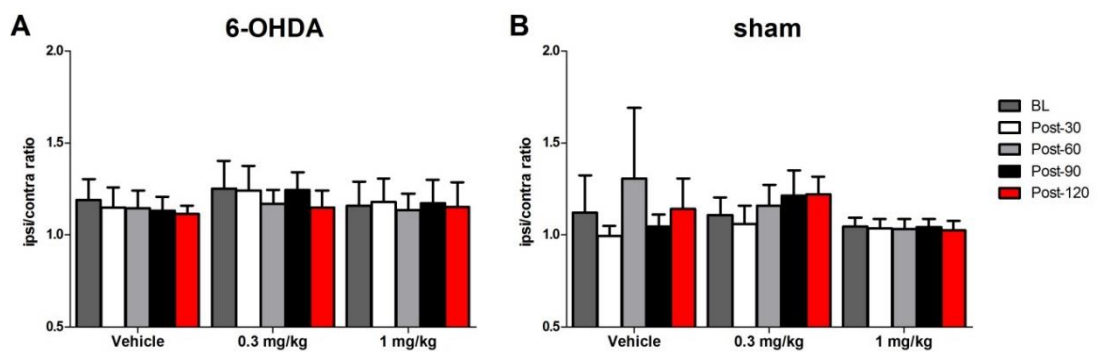 A
6-OHDA
2.0
1.5
1.0
0.5
ipsi/contra ratio
Vehicle
0.3 mg/kg
1 mg/kg
B
sham
2.0
1.5
1.0
0.5
ipsi/contra ratio
Vehicle
0.3 mg/kg
1 mg/kg
BL
Post-30
Post-60
Post-90
Post-120